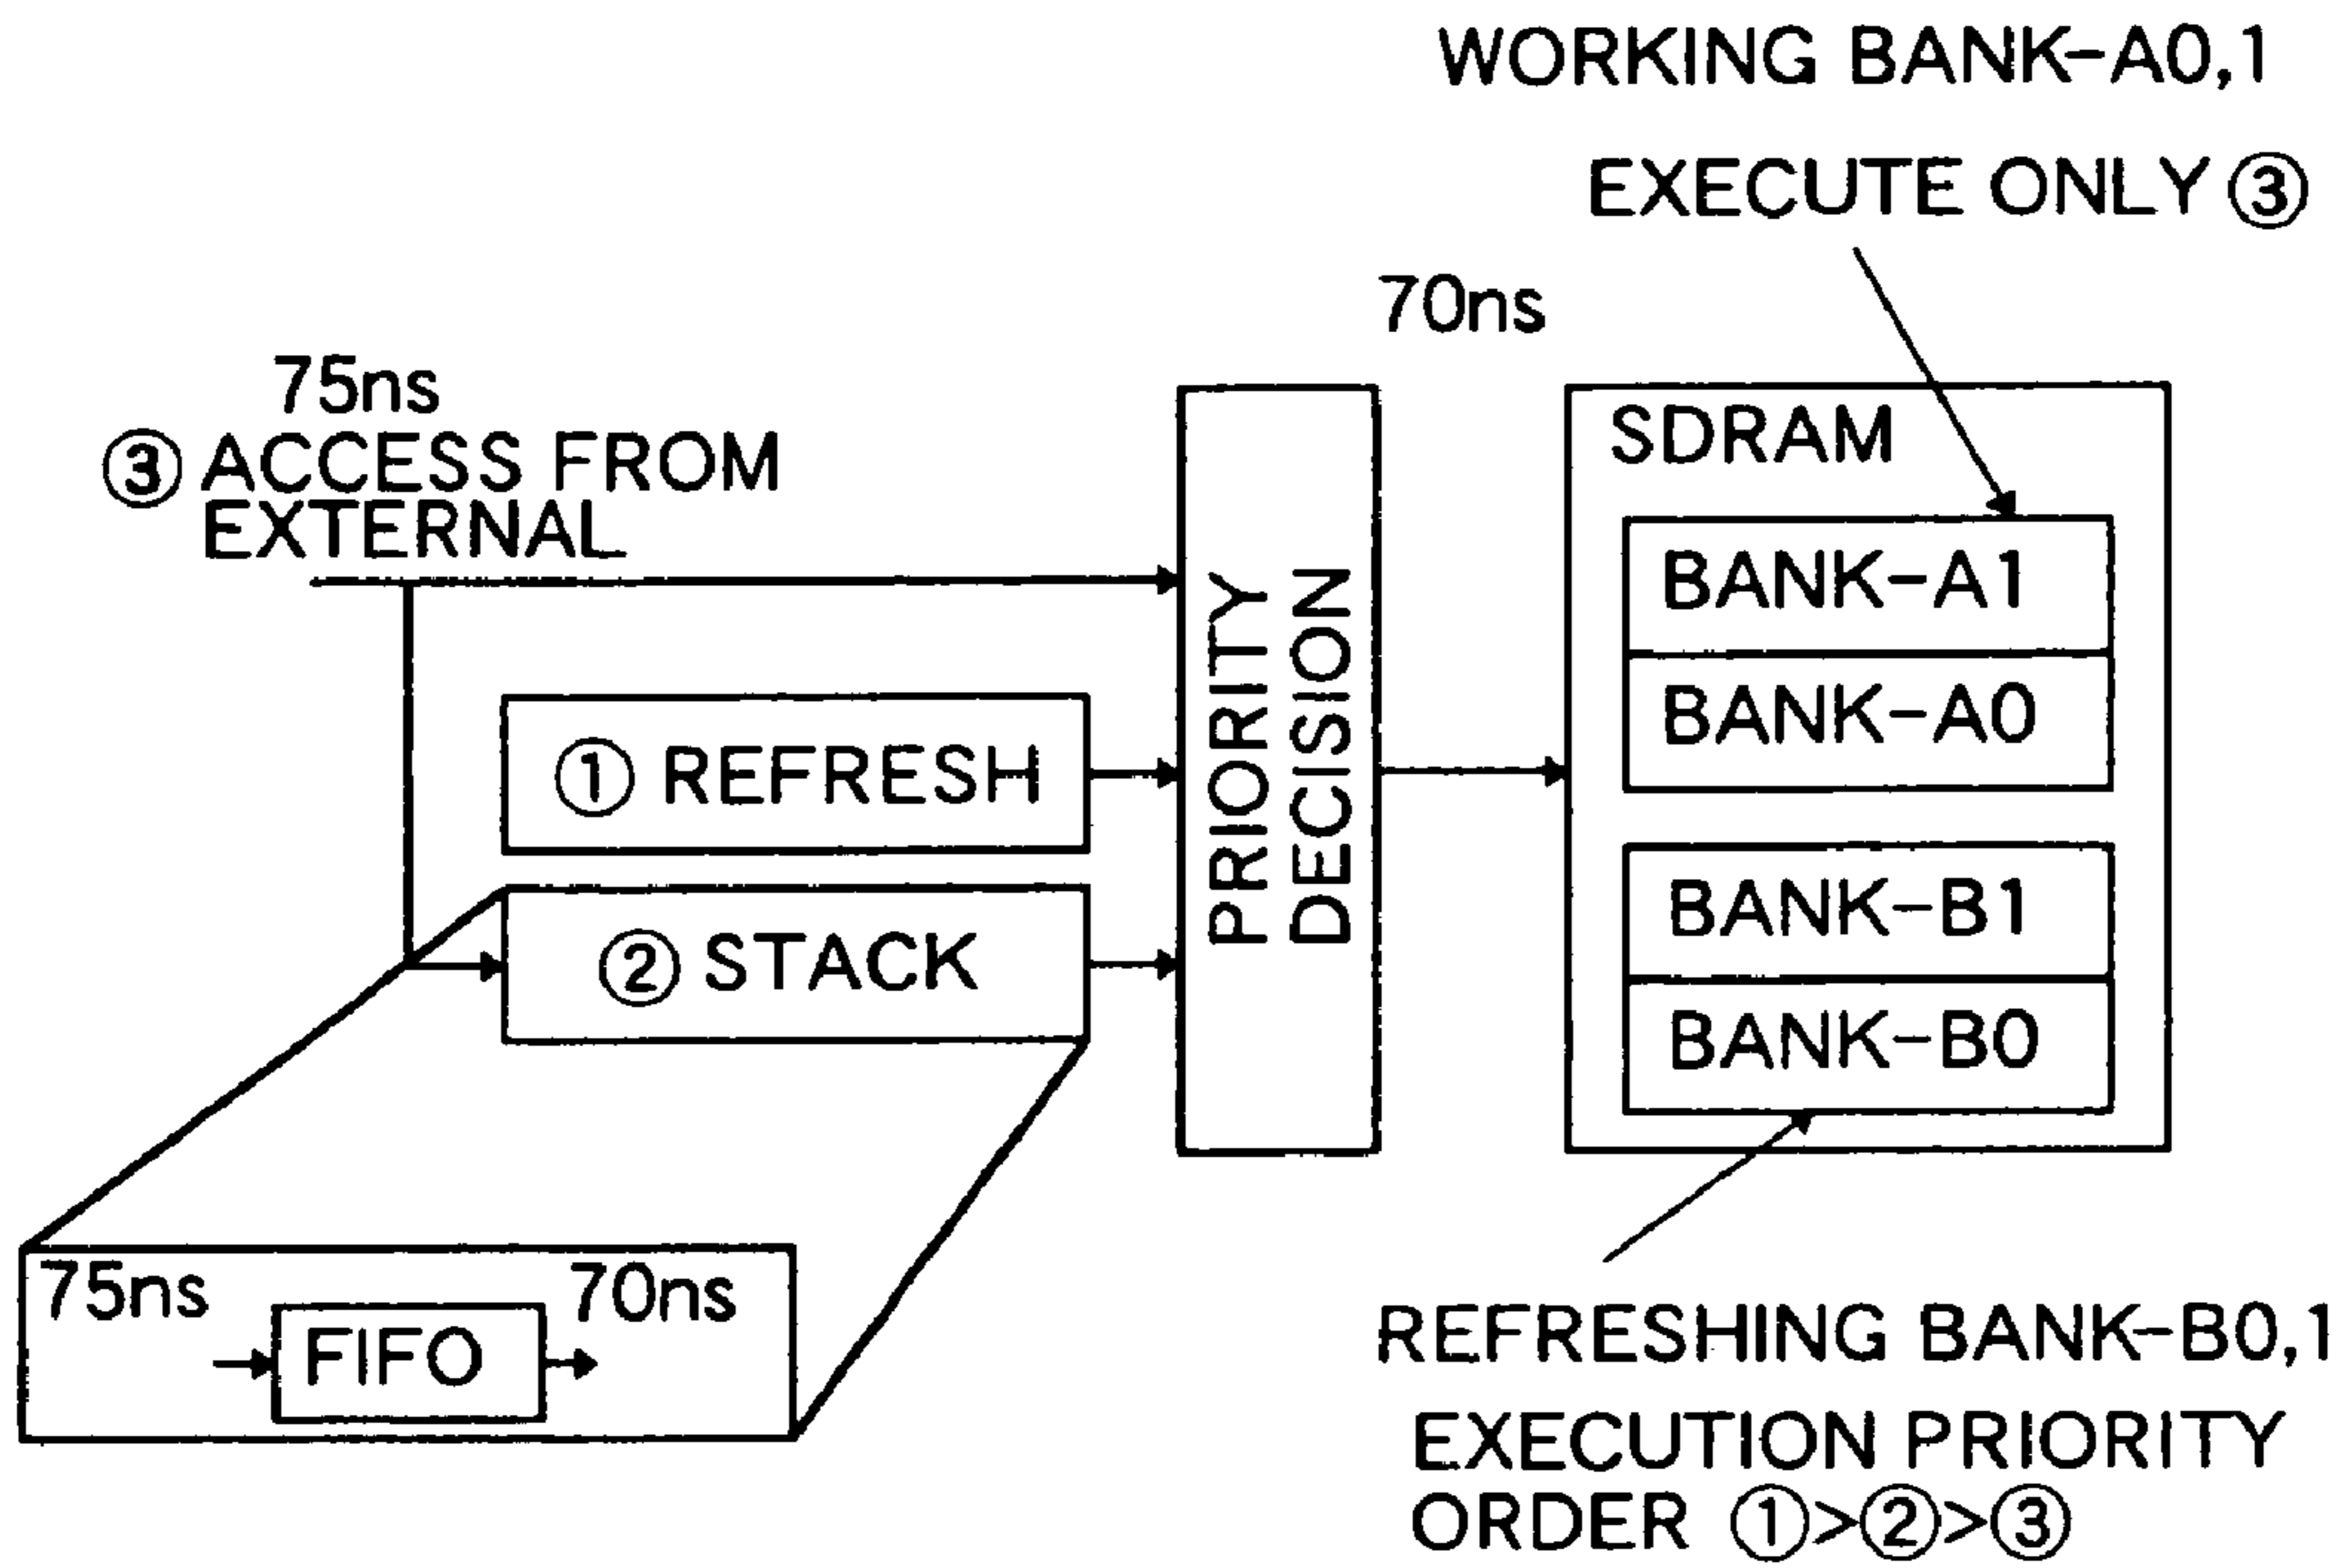 WORKING BANK-A0,1
EXECUTE ONLY ③
70ns
75ns
③ ACCESS FROM
EXTERNAL
SDRAM
BANK-A1
BANK-A0
① REFRESH
PRIORITY
DECISION
BANK-B1
② STACK
BANK-B0
75ns
70ns
FIFO
REFRESHING BANK-B0,1
EXECUTION PRIORITY
ORDER ①>②>③